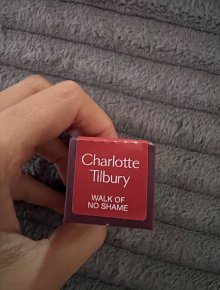 Charlotte
Tilbury
WALK OF
NO SHAME